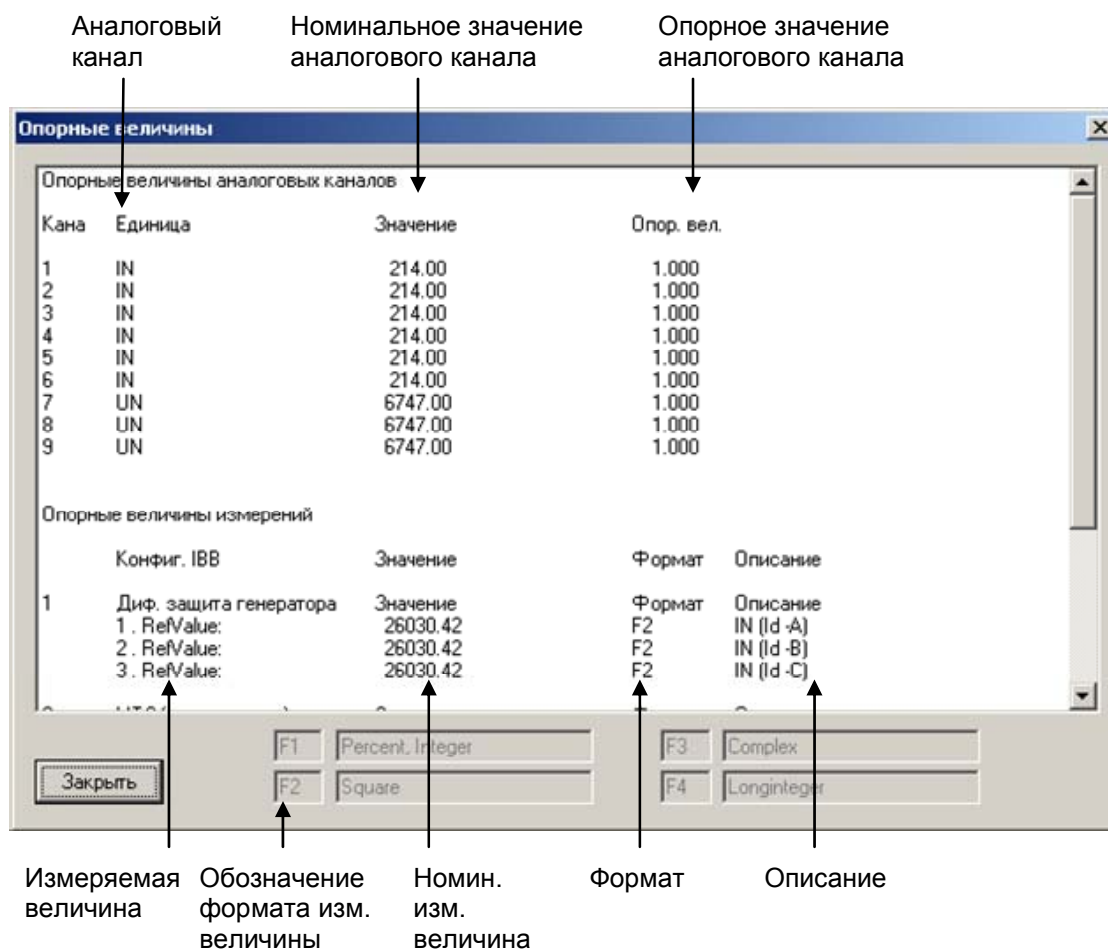 Аналоговый канал
Номинальное значение аналогового канала
Опорное значение аналогового канала
Опорные величины
Опорные величины аналоговых каналов
Кана Единица Значение Опор. вел.
1 IN 214.00 1.000
2 IN 214.00 1.000
3 IN 214.00 1.000
4 IN 214.00 1.000
5 IN 214.00 1.000
6 IN 214.00 1.000
7 UN 6747.00 1.000
8 UN 6747.00 1.000
9 UN 6747.00 1.000
Опорные величины измерений
Конфиг. IBB Значение Формат Описание
1 Диф. защита генератора Значение Формат Описание
1 . RefValue: 26030.42 F2 IN (Id -A)
2 . RefValue: 26030.42 F2 IN (Id -B)
3 . RefValue: 26030.42 F2 IN (Id -C)
F1 Percent, Integer F3 Complex
Закрыть
F2 Square F4 Longinteger
Измеряемая величина
Обозначение формата изм. величины
Номин. изм. величина
Формат
Описание